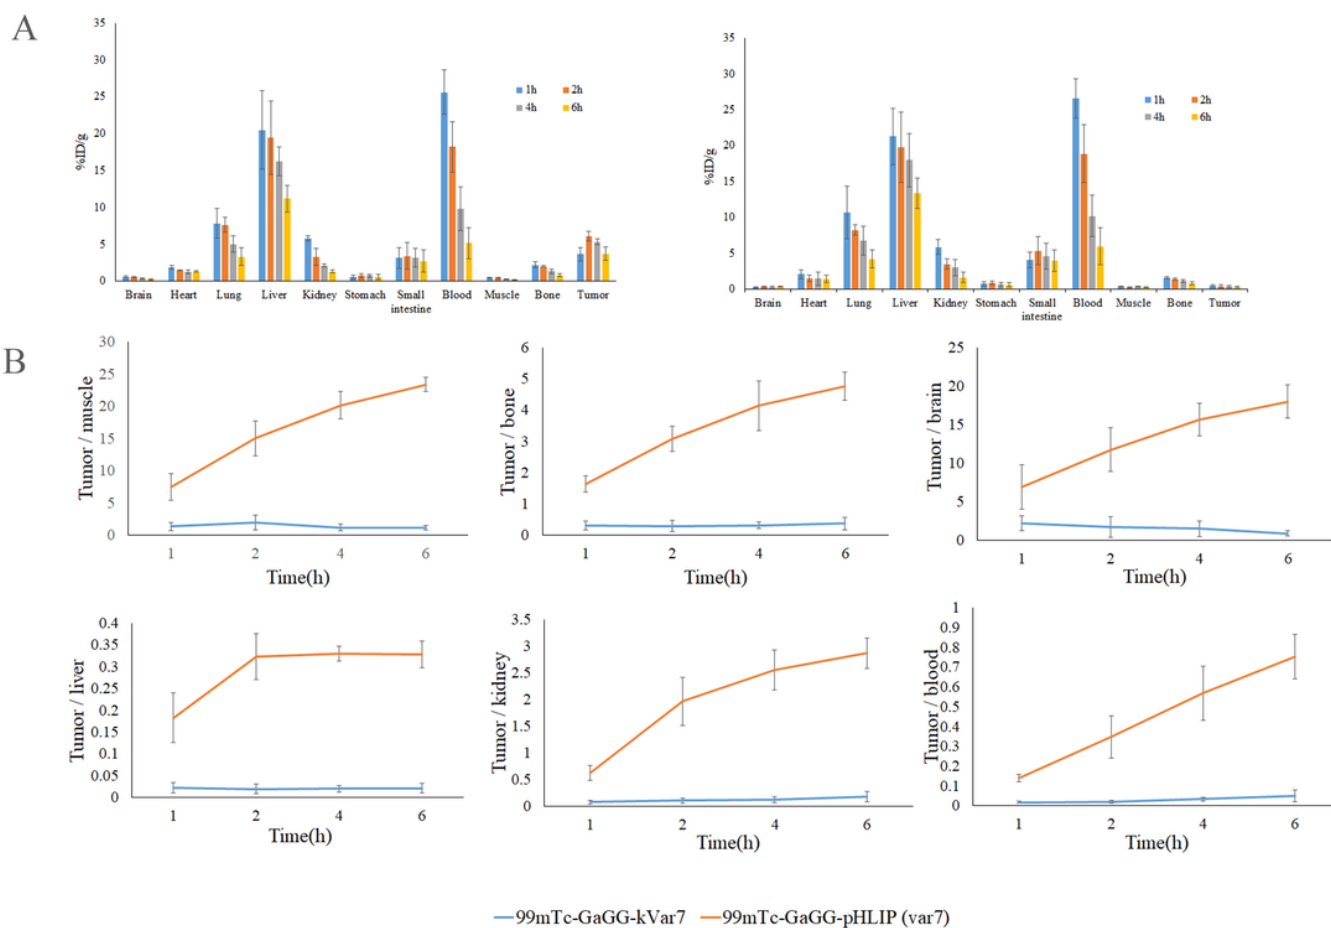 A
35
30
25
20
15
10
5
0
%ID/g
1h 2h
4h 6h
Brain Heart Lung Liver Kidney Stomach Small intestine Blood Muscle Bone Tumor
35
30
25
20
15
10
5
0
%ID/g
1h 2h
4h 6h
Brain Heart Lung Liver Kidney Stomach Small intestine Blood Muscle Bone Tumor
B
30
25
20
15
10
5
0
Tumor / muscle
1 2 4 6
Time(h)
6
5
4
3
2
1
0
Tumor / bone
1 2 4 6
Time(h)
25
20
15
10
5
0
Tumor / brain
1 2 4 6
Time(h)
0.4
0.35
0.3
0.25
0.2
0.15
0.1
0.05
0
Tumor / liver
1 2 4 6
Time(h)
3.5
3
2.5
2
1.5
1
0.5
0
Tumor / kidney
1 2 4 6
Time(h)
1
0.9
0.8
0.7
0.6
0.5
0.4
0.3
0.2
0.1
0
Tumor / blood
1 2 4 6
Time(h)
99mTc-GaGG-kVar7 99mTc-GaGG-pHLIP (var7)